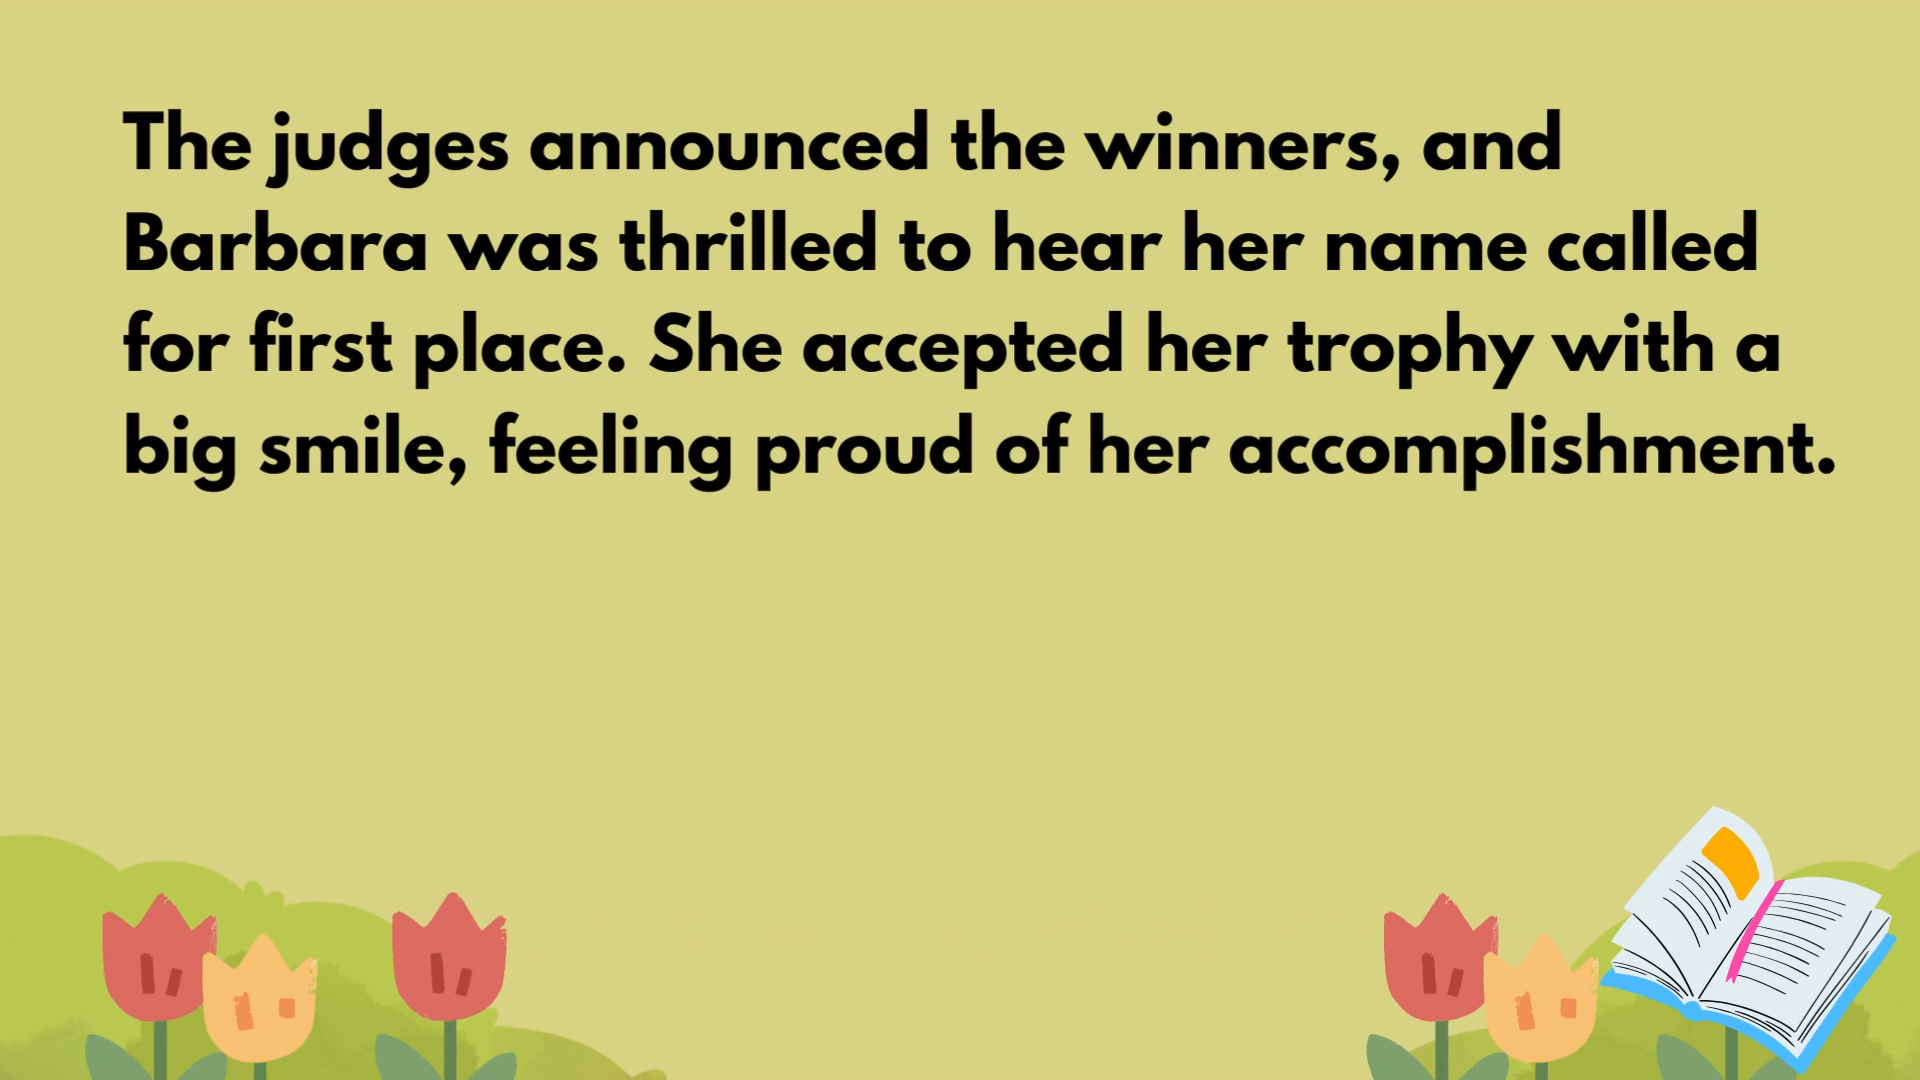 The judges announced the winners, and
Barbara was thrilled to hear her name called
for first place. She accepted her trophy with a
big smile, feeling proud of her accomplishment.